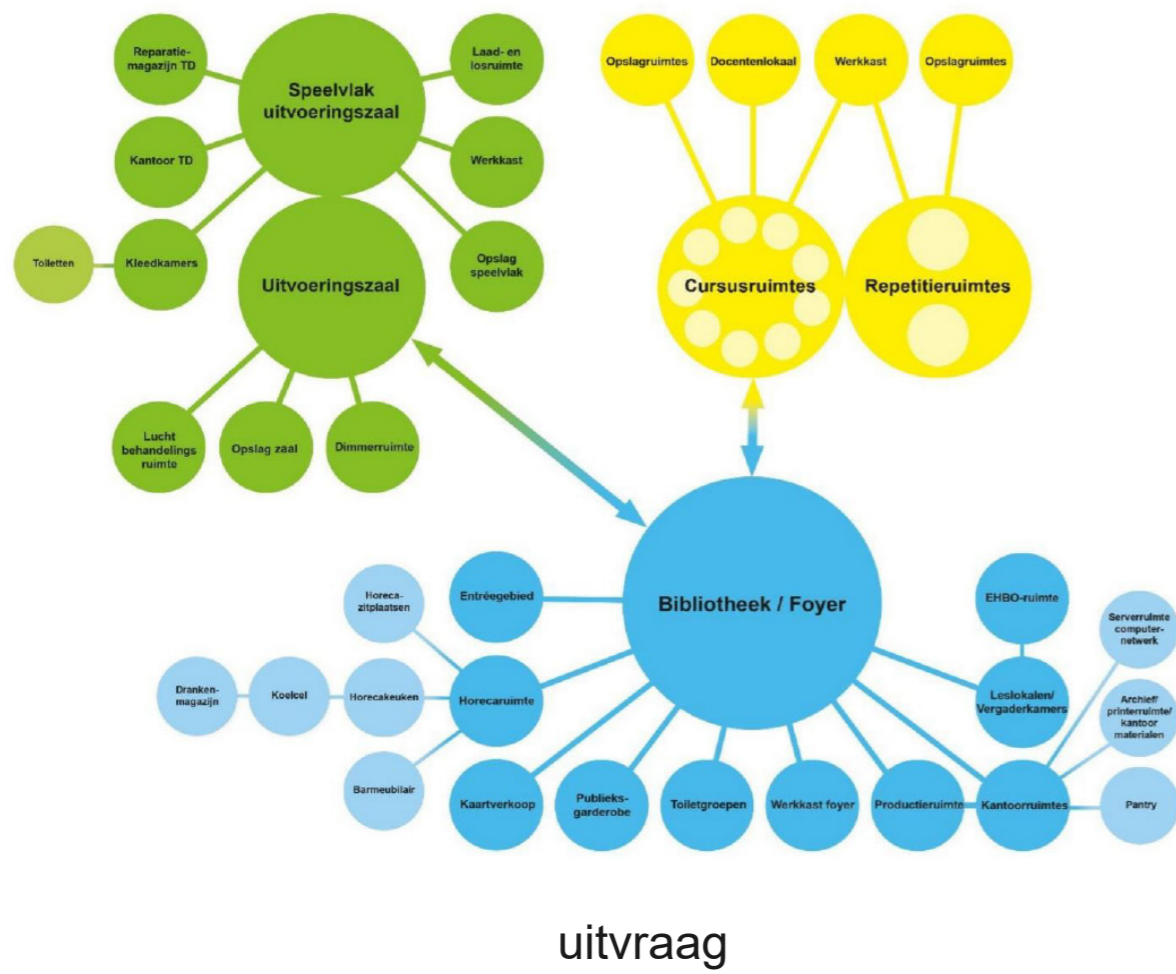 Reparatie-
magazijn TD
Speelvlak
uitvoeringszaal
Laad- en
losruimte
Kantoor TD
Werkkast
Toiletten
Kleedkamers
Opslag
speelvlak
Uitvoeringszaal
Lucht
behandelings
ruimte
Opslag zaal
Dimmerruimte
Opslagruimtes
Docentenlokaal
Werkkast
Opslagruimtes
Cursusruimtes
Repetitieruimtes
Bibliotheek / Foyer
Entréegebied
Horeca-
zitplaatsen
Dranken-
magazijn
Koelcel
Horecakeuken
Horecaruimte
Barmeubilair
Kaartverkoop
Publieks-
garderobe
Toiletgroepen
Werkkast foyer
Productieruimte
Kantoorruimtes
EHBO-ruimte
Leslokalen/
Vergaderkamers
Serverruimte
computer-
netwerk
Archief/
printerruimte/
kantoor
materialen
Pantry
uitvraag